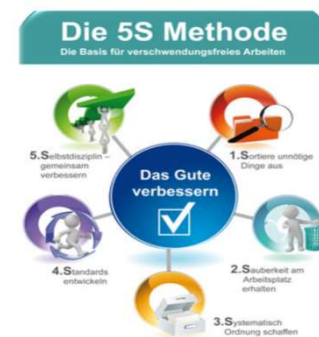 Die 5S Methode
Die Basis für verschwendungsfreies Arbeiten
5.Selbstdisziplin –
gemeinsam
verbessern
1.Sortiere unnötige
Dinge aus
Das Gute
verbessern
4.Standards
entwickeln
2.Sauberkeit am
Arbeitsplatz
erhalten
3.Systematisch
Ordnung schaffen